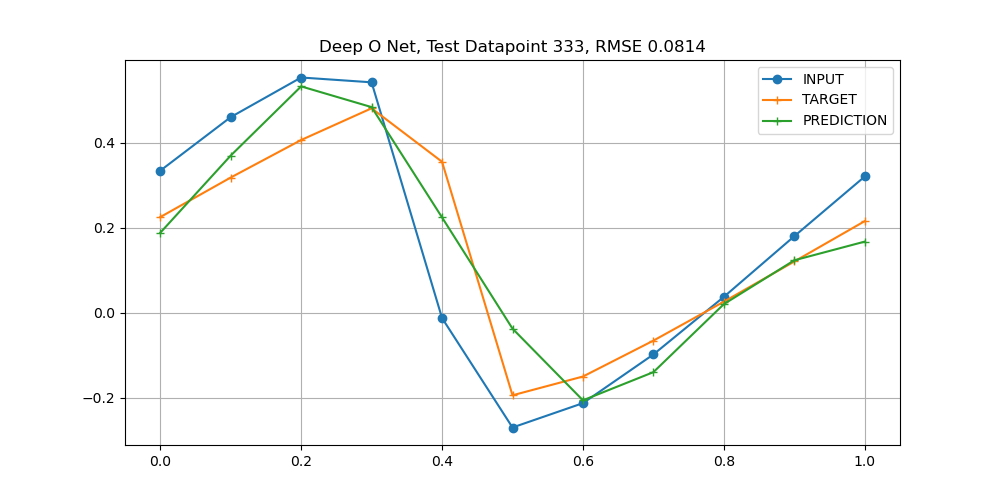 Deep O Net, Test Datapoint 333, RMSE 0.0814
INPUT
TARGET
PREDICTION
0.4
0.2
0.0
−0.2
0.0 0.2 0.4 0.6 0.8 1.0